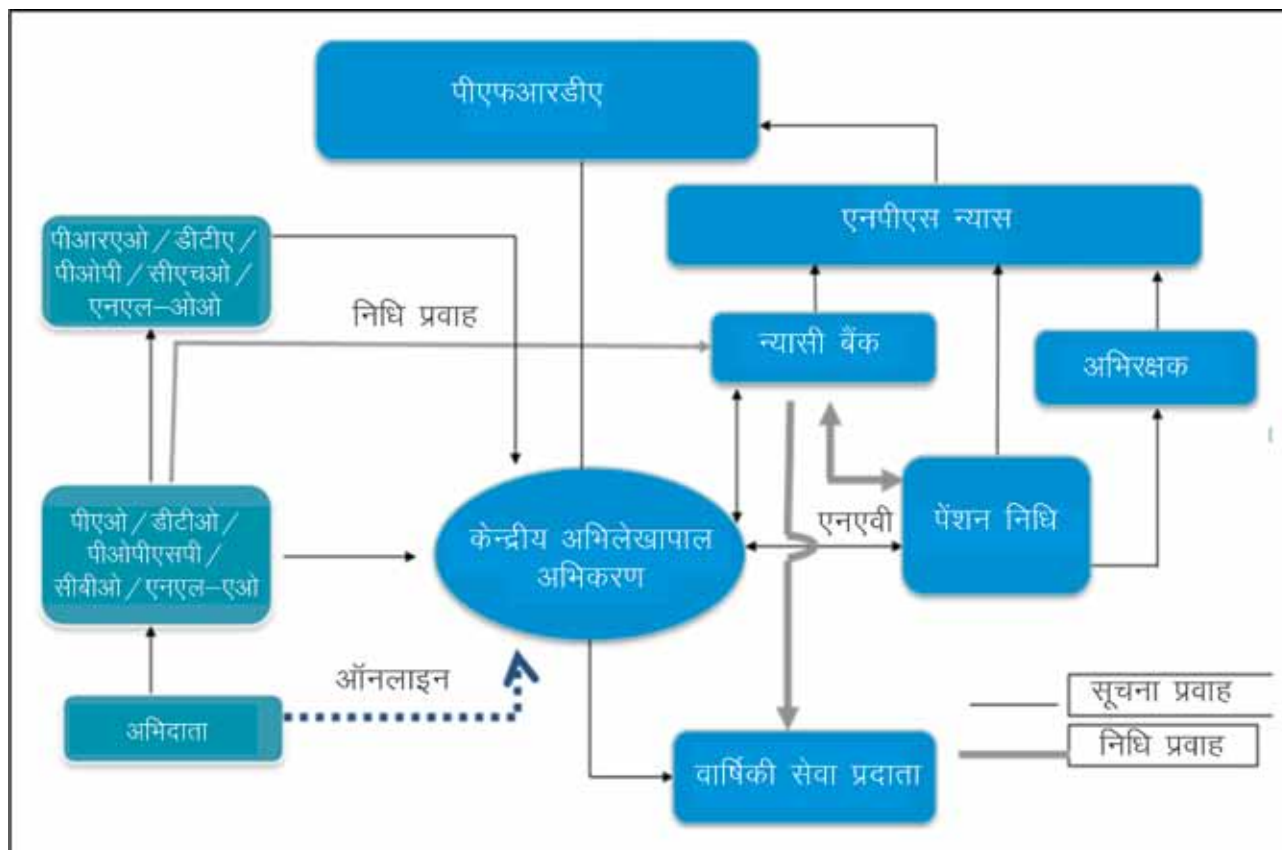 पीएफआरडीए
एनपीएस न्यास
पीआरएओ / डीटीए /
पीओपी / सीएचओ /
एनएल–ओओ
निधि प्रवाह
न्यासी बैंक
अभिरक्षक
पीएओ / डीटीओ /
पीओपीएसपी /
सीबीओ / एनएल–एओ
केन्द्रीय अभिलेखापाल
अभिकरण
एनएवी
पेंशन निधि
ऑनलाइन
अभिदाता
वार्षिकी सेवा प्रदाता
सूचना प्रवाह
निधि प्रवाह